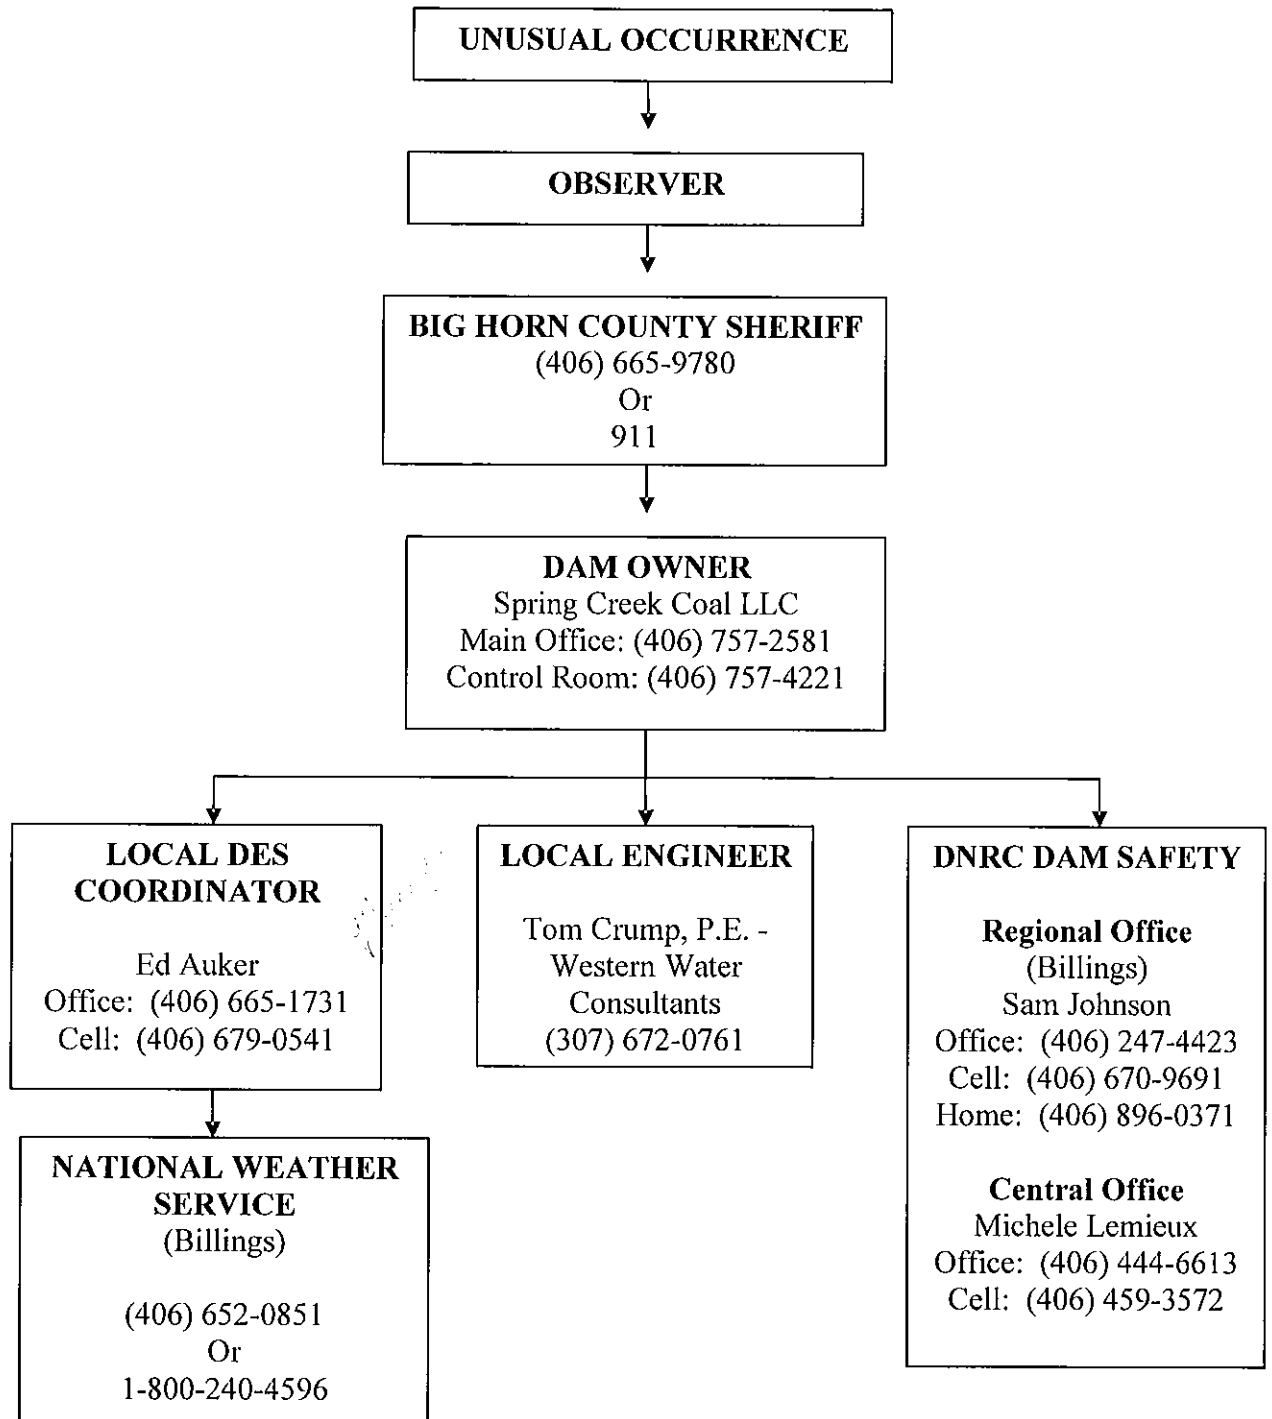 UNUSUAL OCCURRENCE
OBSERVER
BIG HORN COUNTY SHERIFF
(406) 665-9780
Or
911
DAM OWNER
Spring Creek Coal LLC
Main Office: (406) 757-2581
Control Room: (406) 757-4221
LOCAL DES
COORDINATOR
Ed Auker
Office: (406) 665-1731
Cell: (406) 679-0541
LOCAL ENGINEER
Tom Crump, P.E. -
Western Water
Consultants
(307) 672-0761
DNRC DAM SAFETY
Regional Office
(Billings)
Sam Johnson
Office: (406) 247-4423
Cell: (406) 670-9691
Home: (406) 896-0371
Central Office
Michele Lemieux
Office: (406) 444-6613
Cell: (406) 459-3572
NATIONAL WEATHER
SERVICE
(Billings)
(406) 652-0851
Or
1-800-240-4596